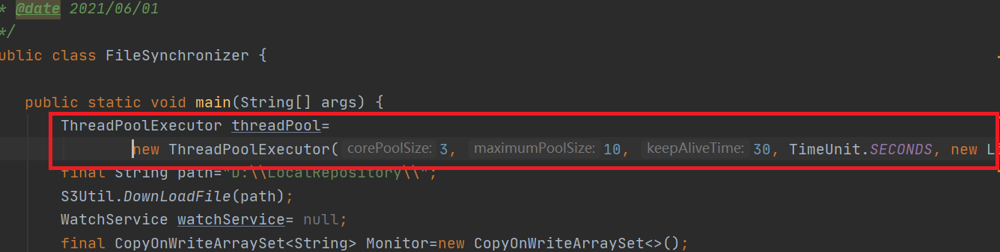 * @date 2021/06/01
*/
ublic class FileSynchronizer {
public static void main(String[] args) {
ThreadPoolExecutor threadPool=
new ThreadPoolExecutor( corePoolSize: 3, maximumPoolSize: 10, keepAliveTime: 30, TimeUnit.SECONDS, new L
final String path="D:\\LocalRepository\\";
S3Util.DownLoadFile(path);
WatchService watchService= null;
final CopyOnWriteArraySet<String> Monitor=new CopyOnWriteArraySet<>();